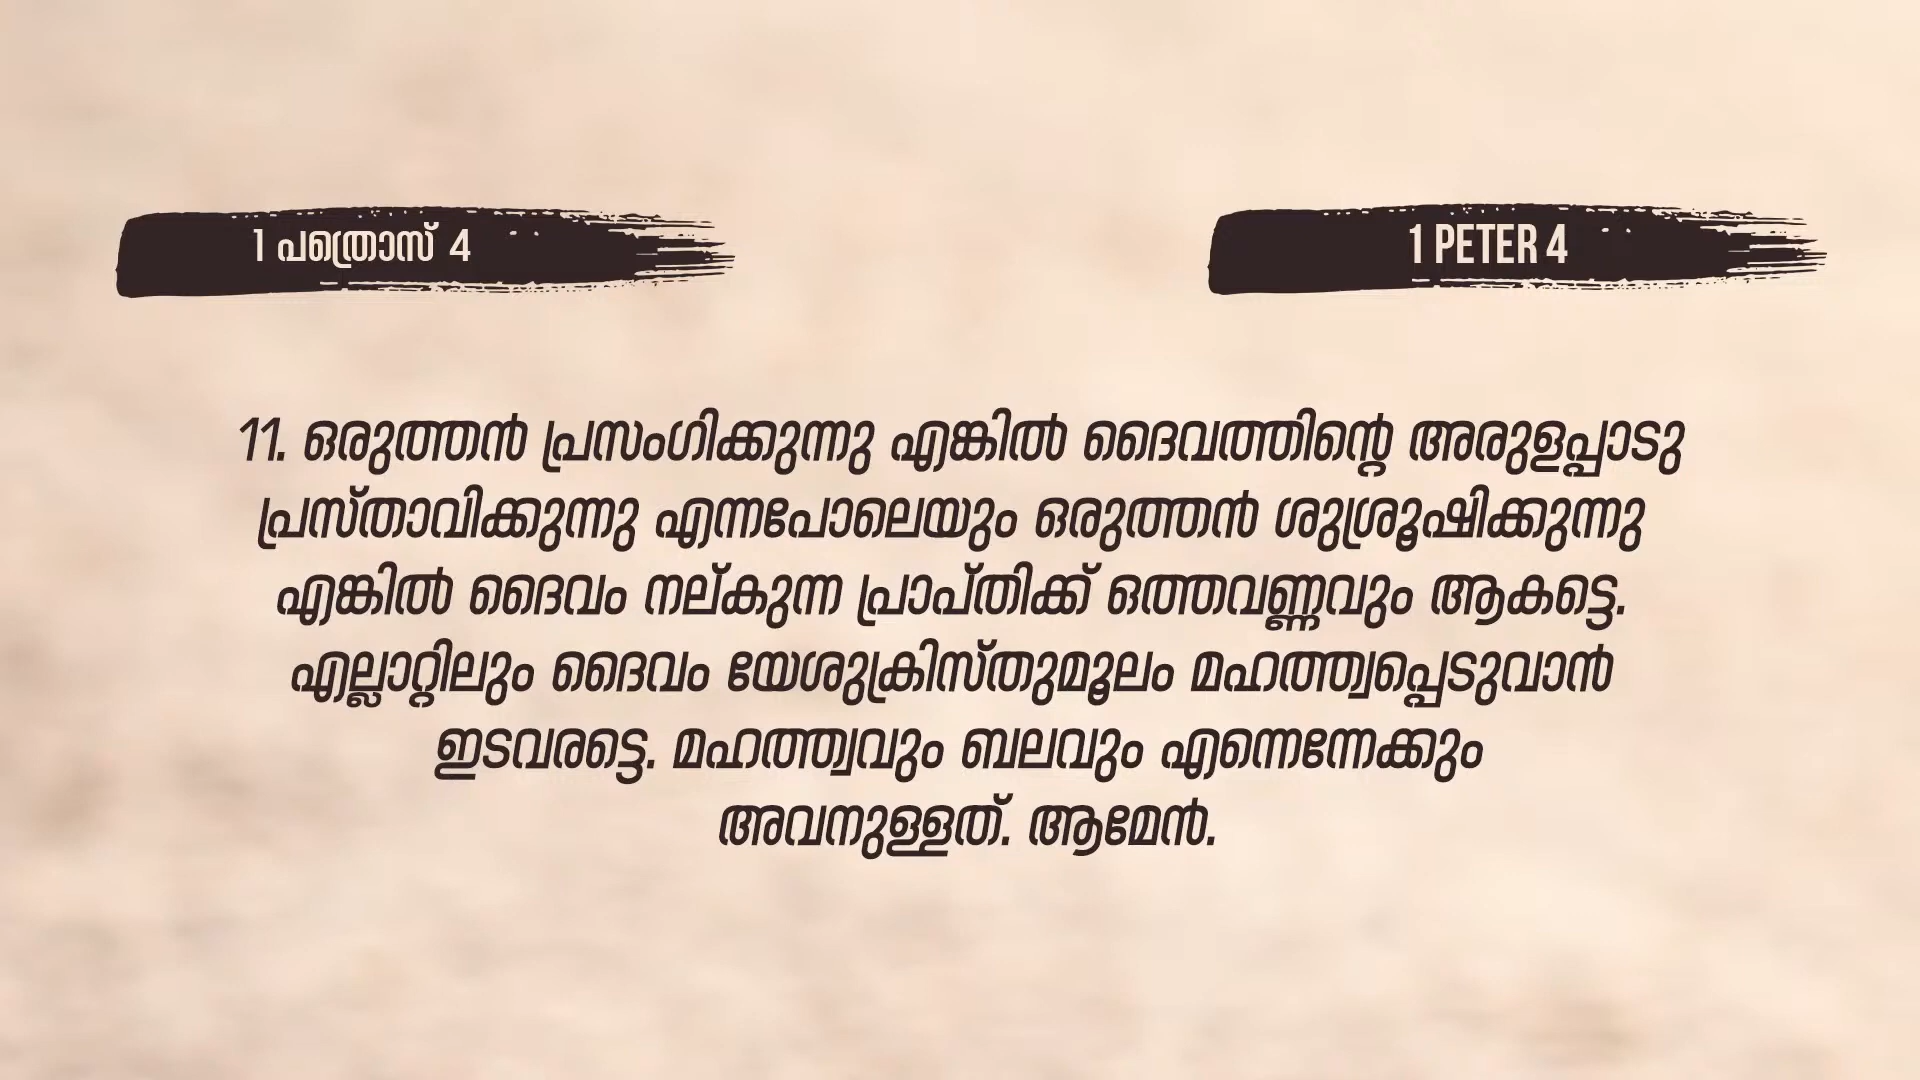 1 പത്രൊസ് 4
1 PETER 4
11. ഒരുത്തൻ പ്രസംഗിക്കുന്നു എങ്കിൽ ദൈവത്തിന്റെ അരുളപ്പാടു
പ്രസ്താവിക്കുന്നു എന്നപോലെയും ഒരുത്തൻ ശുശ്രൂഷിക്കുന്നു
എങ്കിൽ ദൈവം നല്കുന്ന പ്രാപ്തിക്ക് ഒത്തവണ്ണവും ആകട്ടെ.
എല്ലാറ്റിലും ദൈവം യേശുക്രിസ്തുമൂലം മഹത്ത്വപ്പെടുവാൻ
ഇടവരട്ടെ. മഹത്ത്വവും ബലവും എന്നെന്നേക്കും
അവനുള്ളത്. ആമേൻ.